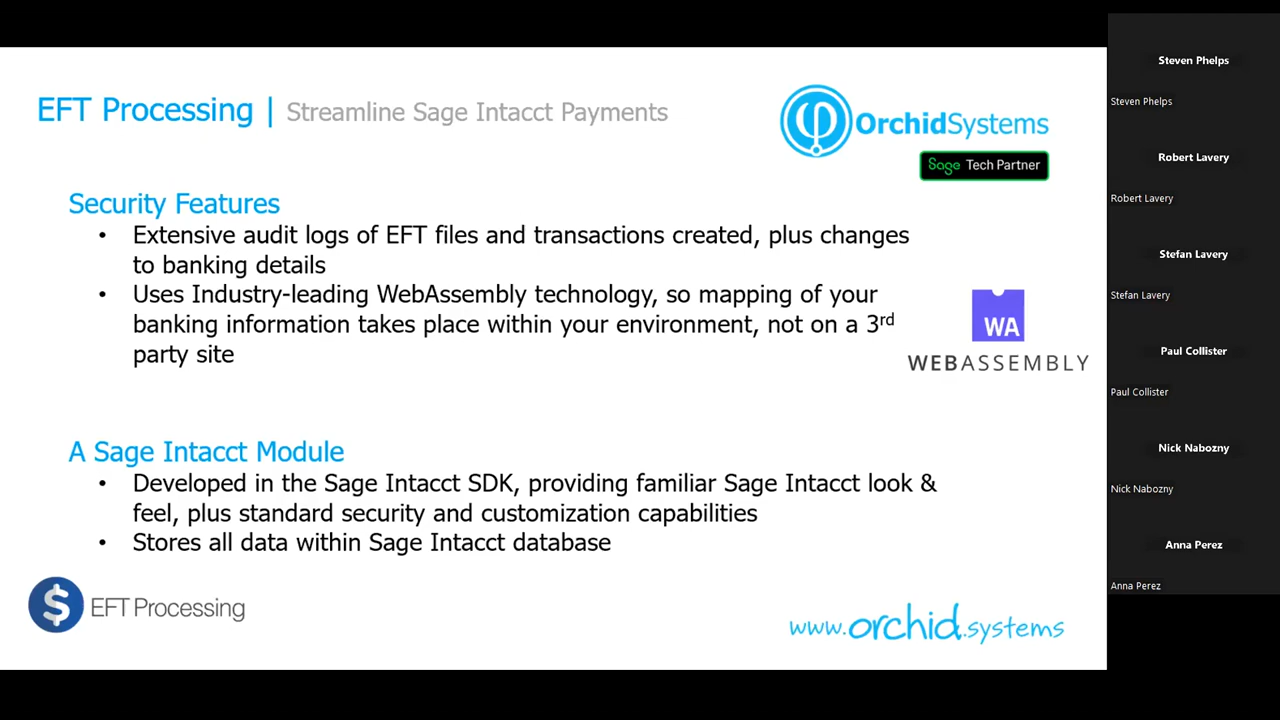 EFT Processing | Streamline Sage Intacct Payments
OrchidSystems
Sage Tech Partner
Security Features
• Extensive audit logs of EFT files and transactions created, plus changes
to banking details
• Uses Industry-leading WebAssembly technology, so mapping of your
banking information takes place within your environment, not on a 3rd
party site
WA
WEBASSEMBLY
A Sage Intacct Module
• Developed in the Sage Intacct SDK, providing familiar Sage Intacct look &
feel, plus standard security and customization capabilities
• Stores all data within Sage Intacct database
$ EFT Processing
www.orchid.systems
Steven Phelps
Steven Phelps
Robert Lavery
Robert Lavery
Stefan Lavery
Stefan Lavery
Paul Collister
Paul Collister
Nick Nabozny
Nick Nabozny
Anna Perez
Anna Perez